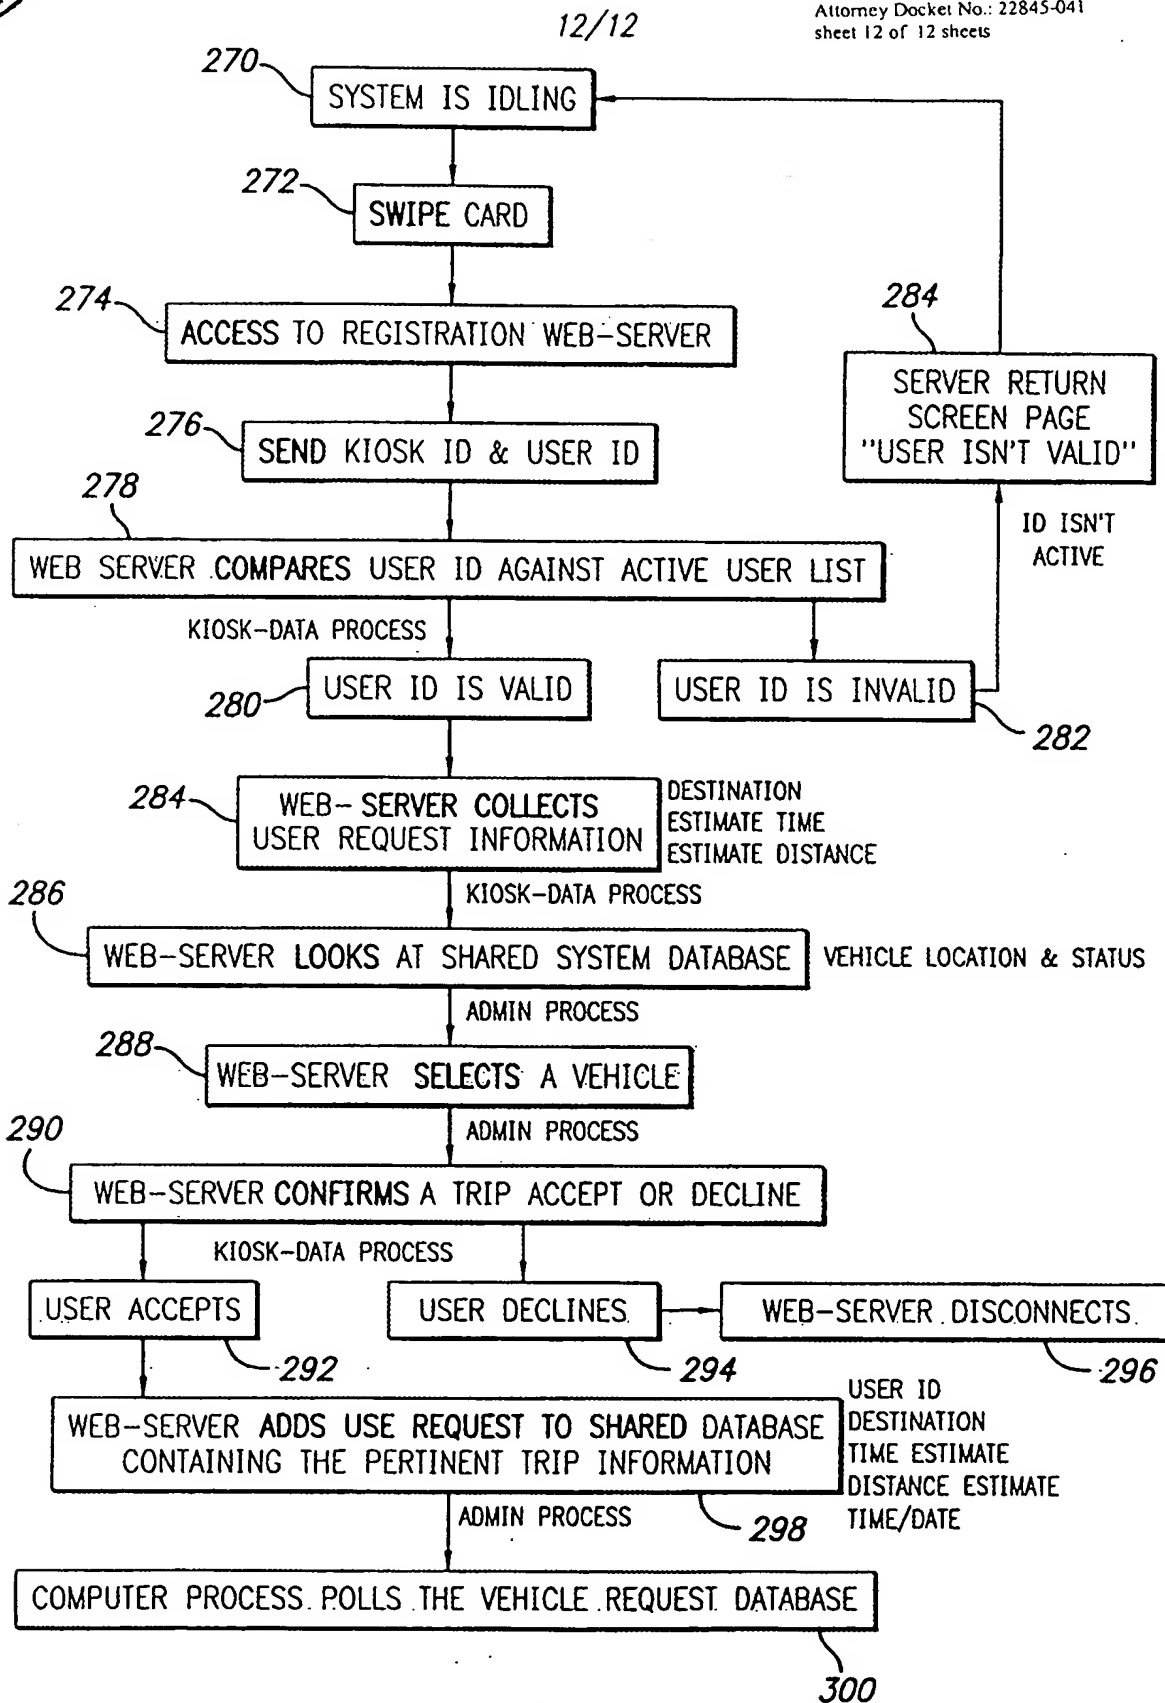 12/12
Attorney Docket No.: 22845-041
sheet 12 of 12 sheets
270
SYSTEM IS IDLING
272
SWIPE CARD
274
ACCESS TO REGISTRATION WEB-SERVER
284
SERVER RETURN
SCREEN PAGE
"USER ISN'T VALID"
276
SEND KIOSK ID & USER ID
278
ID ISN'T
ACTIVE
WEB SERVER COMPARES USER ID AGAINST ACTIVE USER LIST
KIOSK-DATA PROCESS
280
USER ID IS VALID
USER ID IS INVALID
282
284
WEB-SERVER COLLECTS
USER REQUEST INFORMATION
DESTINATION
ESTIMATE TIME
ESTIMATE DISTANCE
KIOSK-DATA PROCESS
286
WEB-SERVER LOOKS AT SHARED SYSTEM DATABASE
VEHICLE LOCATION & STATUS
ADMIN PROCESS
288
WEB-SERVER SELECTS A VEHICLE
ADMIN PROCESS
290
WEB-SERVER CONFIRMS A TRIP ACCEPT OR DECLINE
KIOSK-DATA PROCESS
USER ACCEPTS
USER DECLINES
WEB-SERVER DISCONNECTS
292
294
296
WEB-SERVER ADDS USE REQUEST TO SHARED DATABASE
CONTAINING THE PERTINENT TRIP INFORMATION
USER ID
DESTINATION
TIME ESTIMATE
DISTANCE ESTIMATE
TIME/DATE
ADMIN PROCESS
298
COMPUTER PROCESS POLLS THE VEHICLE REQUEST DATABASE
300